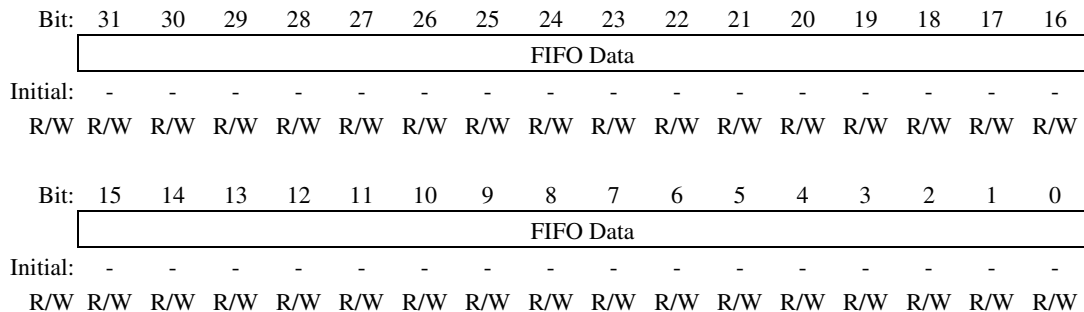 Bit: 31 30 29 28 27 26 25 24 23 22 21 20 19 18 17 16
FIFO Data
Initial: - - - - - - - - - - - - - - - -
R/W R/W R/W R/W R/W R/W R/W R/W R/W R/W R/W R/W R/W R/W R/W R/W R/W
Bit: 15 14 13 12 11 10 9 8 7 6 5 4 3 2 1 0
FIFO Data
Initial: - - - - - - - - - - - - - - - -
R/W R/W R/W R/W R/W R/W R/W R/W R/W R/W R/W R/W R/W R/W R/W R/W R/W